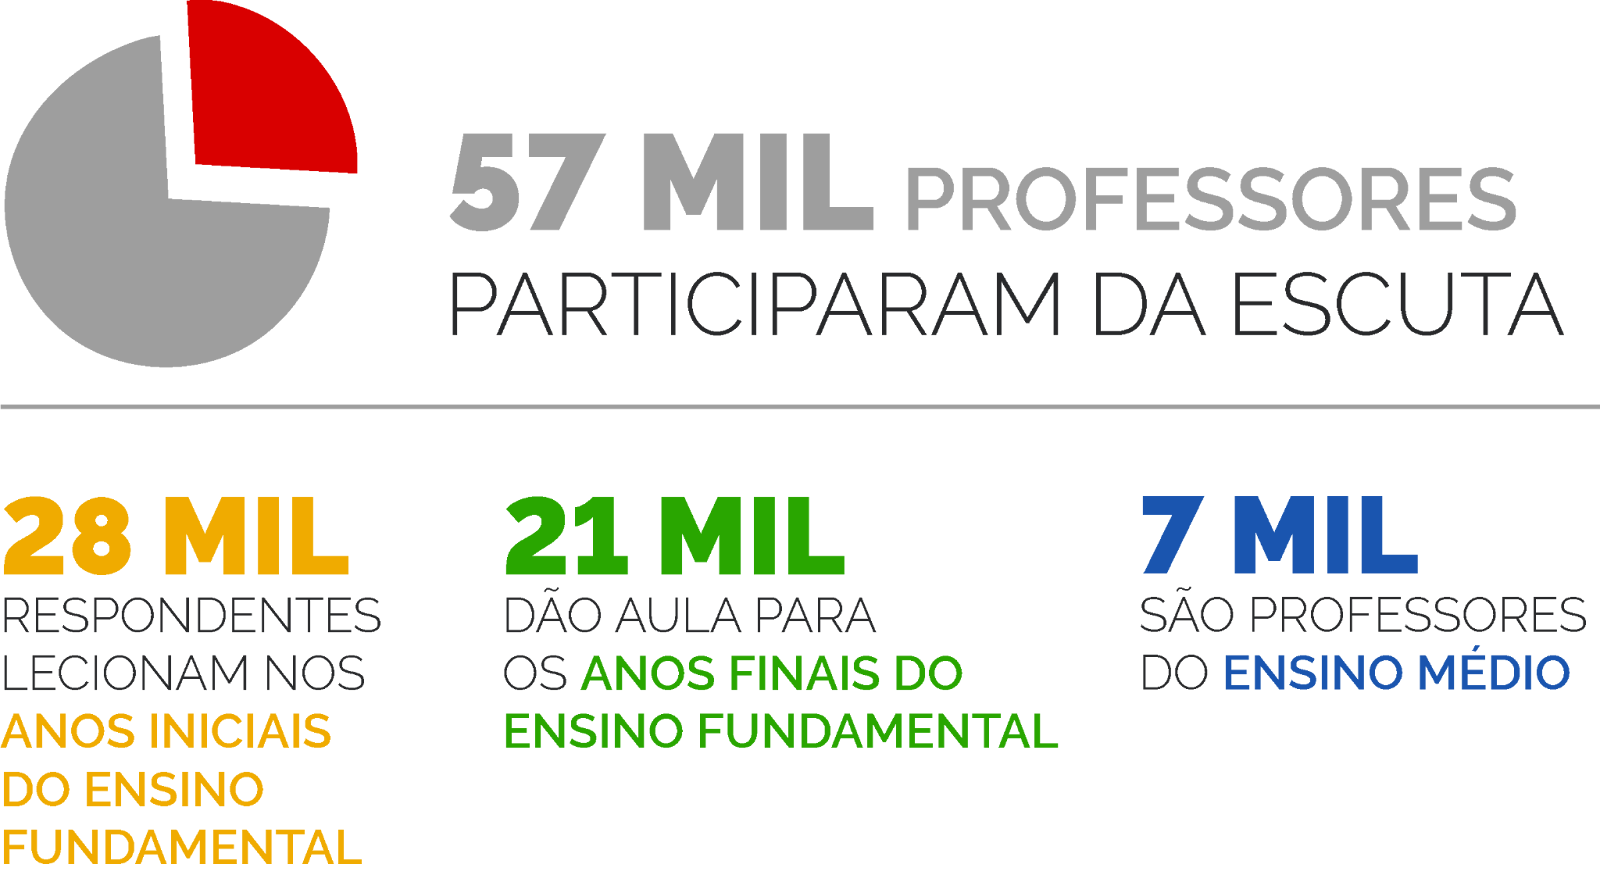 57 MIL PROFESSORES
PARTICIPARAM DA ESCUTA
28 MIL
RESPONDENTES
LECIONAM NOS
ANOS INICIAIS
DO ENSINO
FUNDAMENTAL
21 MIL
DÃO AULA PARA
OS ANOS FINAIS DO
ENSINO FUNDAMENTAL
7 MIL
SÃO PROFESSORES
DO ENSINO MÉDIO